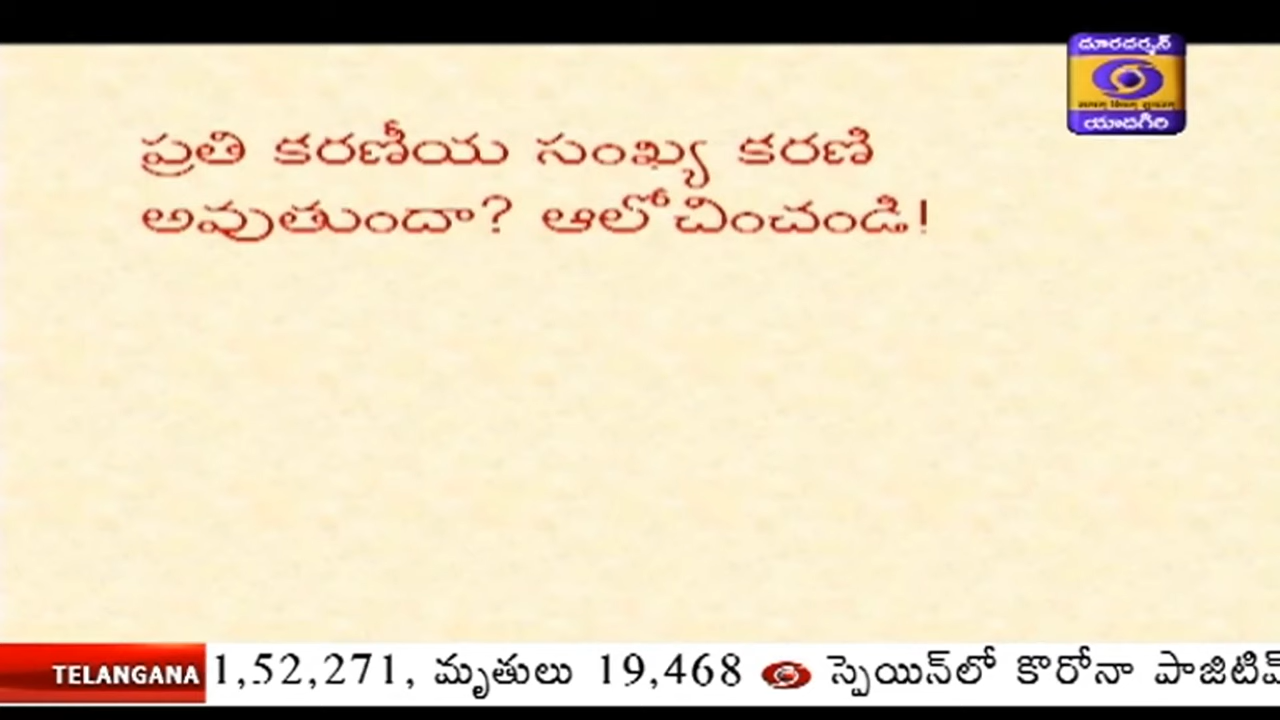 దూరదర్శన్
యాదగిరి
ప్రతి కరణీయ సంఖ్య కరణి
అవుతుందా? ఆలోచించండి!
TELANGANA 1,52,271, మృతులు 19,468 స్పెయిన్‌లో కొరోనా పాజిటివ్